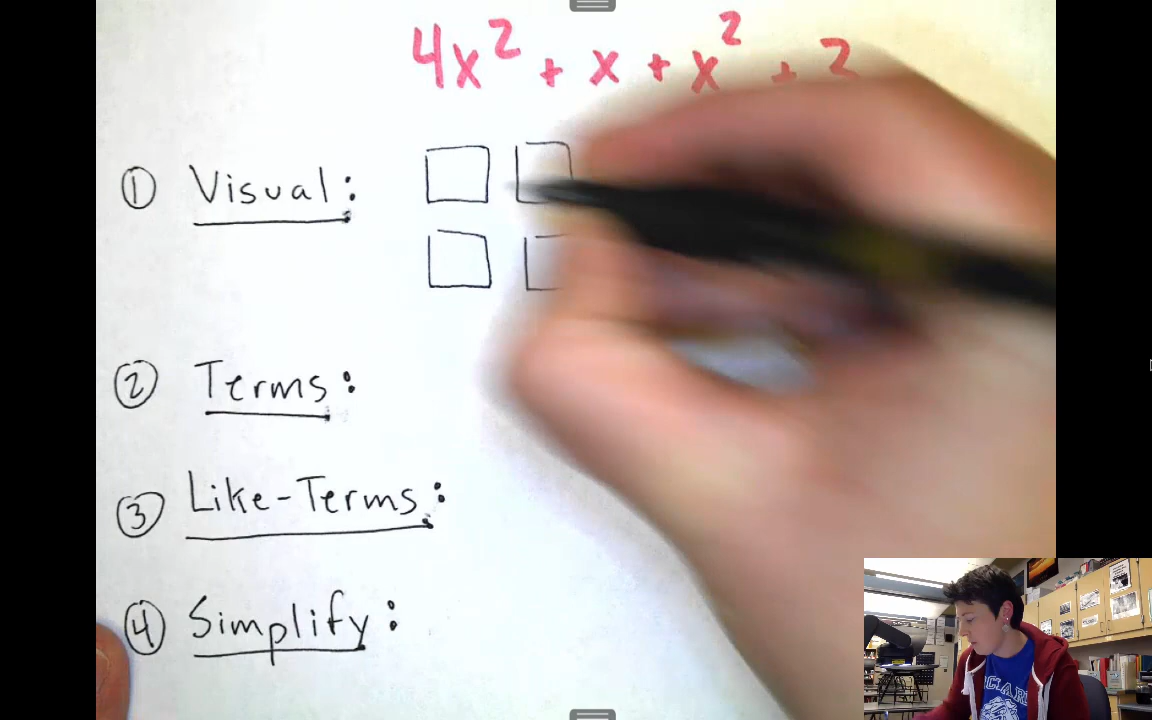 4x² + x + x² + 2
① Visual:
② Terms:
③ Like-Terms:
④ Simplify: